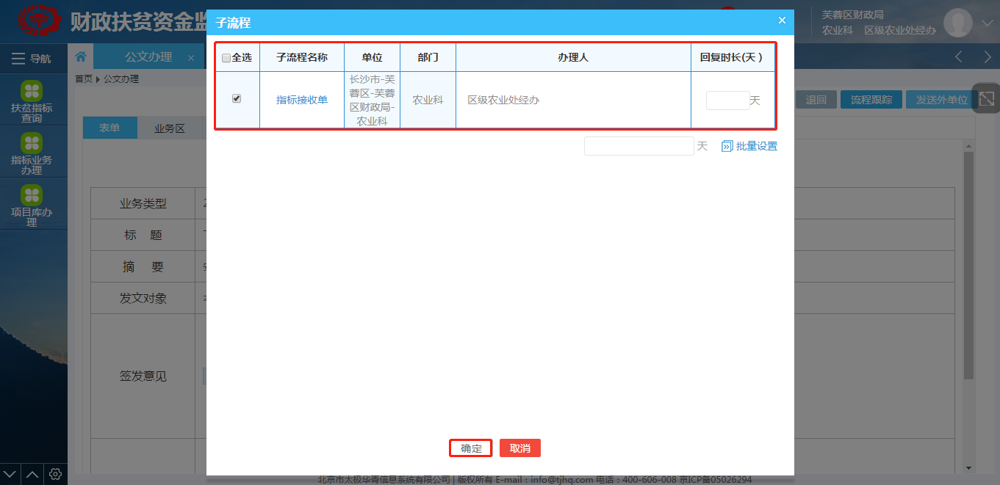 财政扶贫资金监
芙蓉区财政局
农业科 区级农业处经办
导航
公文办理 ×
首页 公文办理
扶贫指标
查询
指标业务
办理
项目库办
理
退回
流程跟踪
发送外单位
表单
业务区
业务类型
标 题
摘 要
发文对象
签发意见
子流程
×
全选 子流程名称 单位 部门 办理人 回复时长(天 )
指标接收单
长沙市-芙
蓉区-芙蓉
区财政局-
农业科
农业科
区级农业处经办
天
天 批量设置
确定 取消
北京市太极华青信息系统有限公司 | 版权所有 E-mail：info@tjhq.com 电话：400-606-008 京ICP备05026294